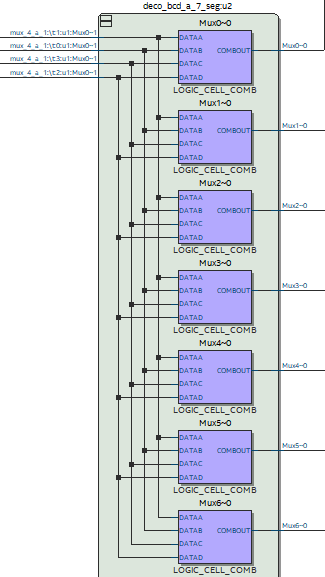 deco_bcd_a_7_seg:u2
Mux0~0
mux_4_a_1:\t:1:u1:Mux0~1
DATAA
mux_4_a_1:\t:0:u1:Mux0~1
DATAB
COMBOUT
Mux0~0
mux_4_a_1:\t:3:u1:Mux0~1
DATAC
mux_4_a_1:\t:2:u1:Mux0~1
DATAD
LOGIC_CELL_COMB
Mux1~0
DATAA
DATAB
COMBOUT
Mux1~0
DATAC
DATAD
LOGIC_CELL_COMB
Mux2~0
DATAA
DATAB
COMBOUT
Mux2~0
DATAC
DATAD
LOGIC_CELL_COMB
Mux3~0
DATAA
DATAB
COMBOUT
Mux3~0
DATAC
DATAD
LOGIC_CELL_COMB
Mux4~0
DATAA
DATAB
COMBOUT
Mux4~0
DATAC
DATAD
LOGIC_CELL_COMB
Mux5~0
DATAA
DATAB
COMBOUT
Mux5~0
DATAC
DATAD
LOGIC_CELL_COMB
Mux6~0
DATAA
DATAB
COMBOUT
Mux6~0
DATAC
DATAD
LOGIC_CELL_COMB